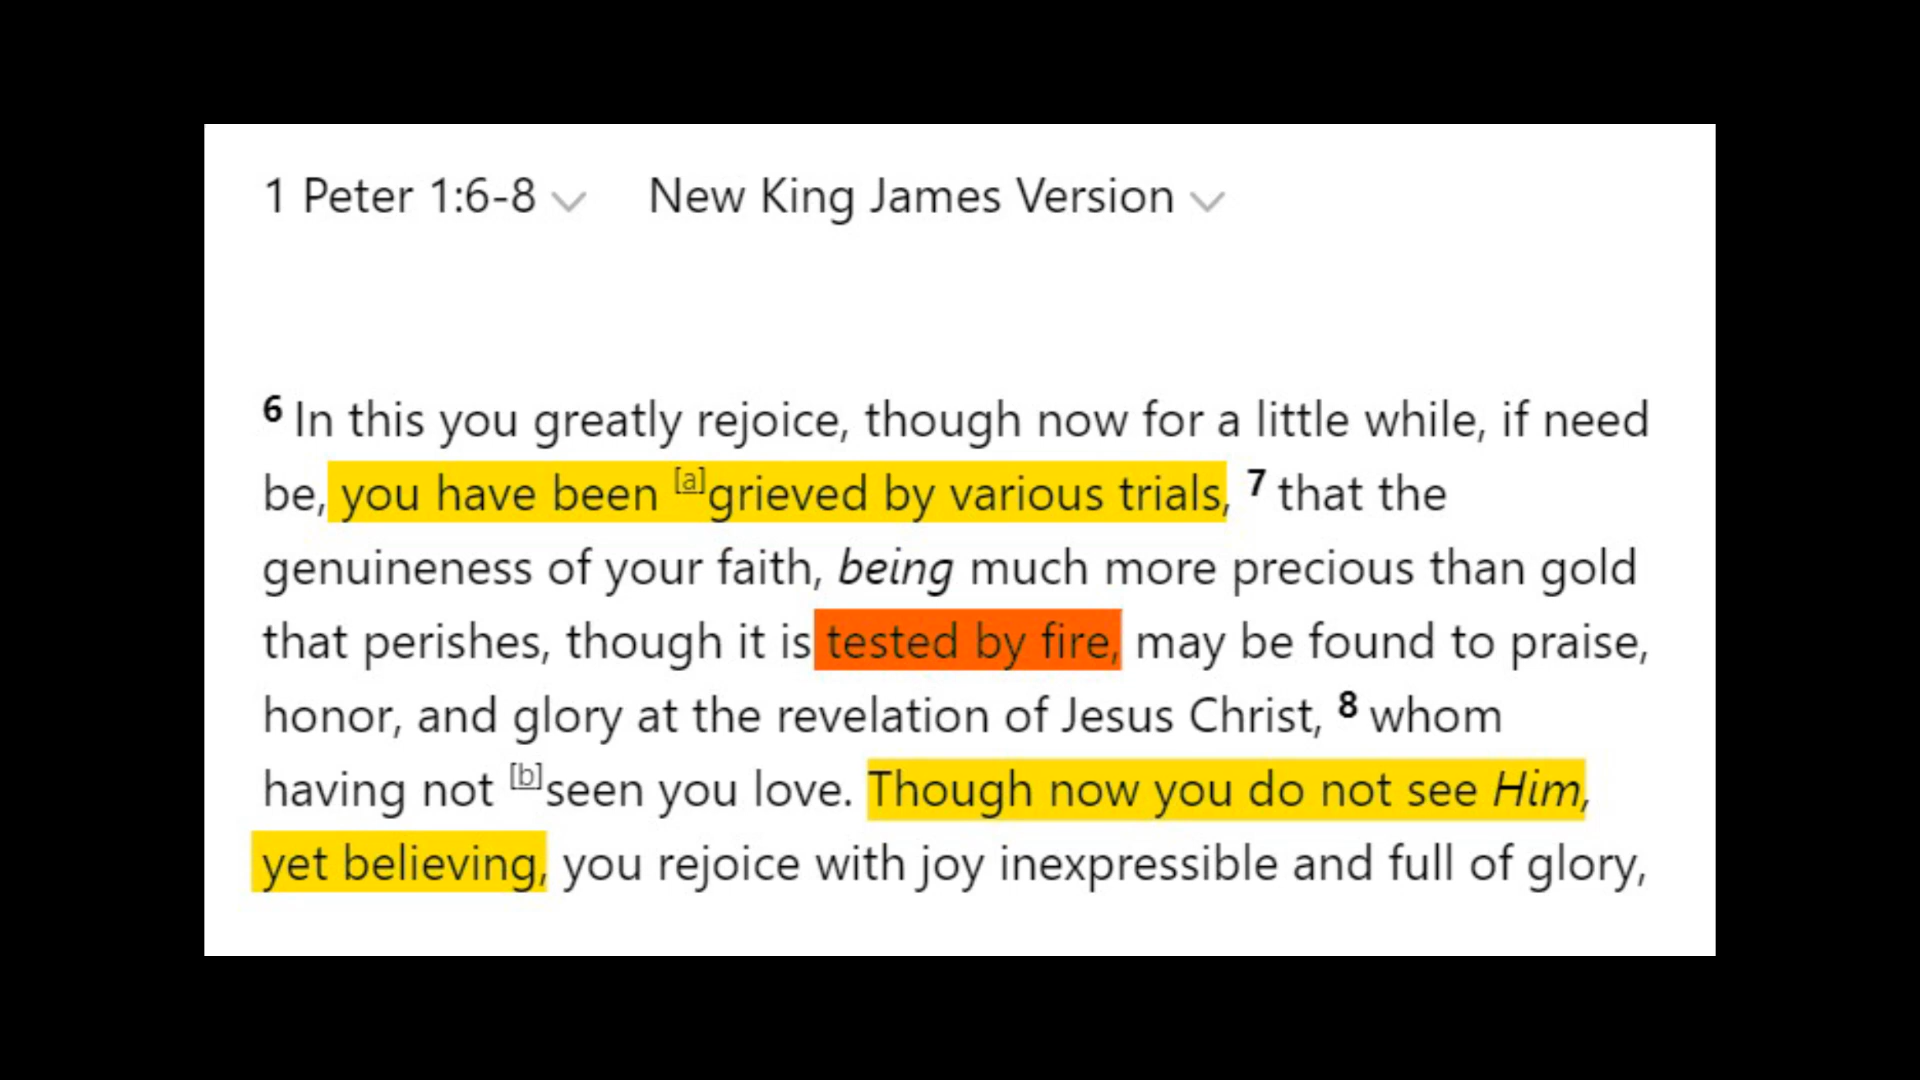 1 Peter 1:6-8 New King James Version
6 In this you greatly rejoice, though now for a little while, if need
be, you have been [a]grieved by various trials, 7 that the
genuineness of your faith, being much more precious than gold
that perishes, though it is tested by fire, may be found to praise,
honor, and glory at the revelation of Jesus Christ, 8 whom
having not [b]seen you love. Though now you do not see Him,
yet believing, you rejoice with joy inexpressible and full of glory,